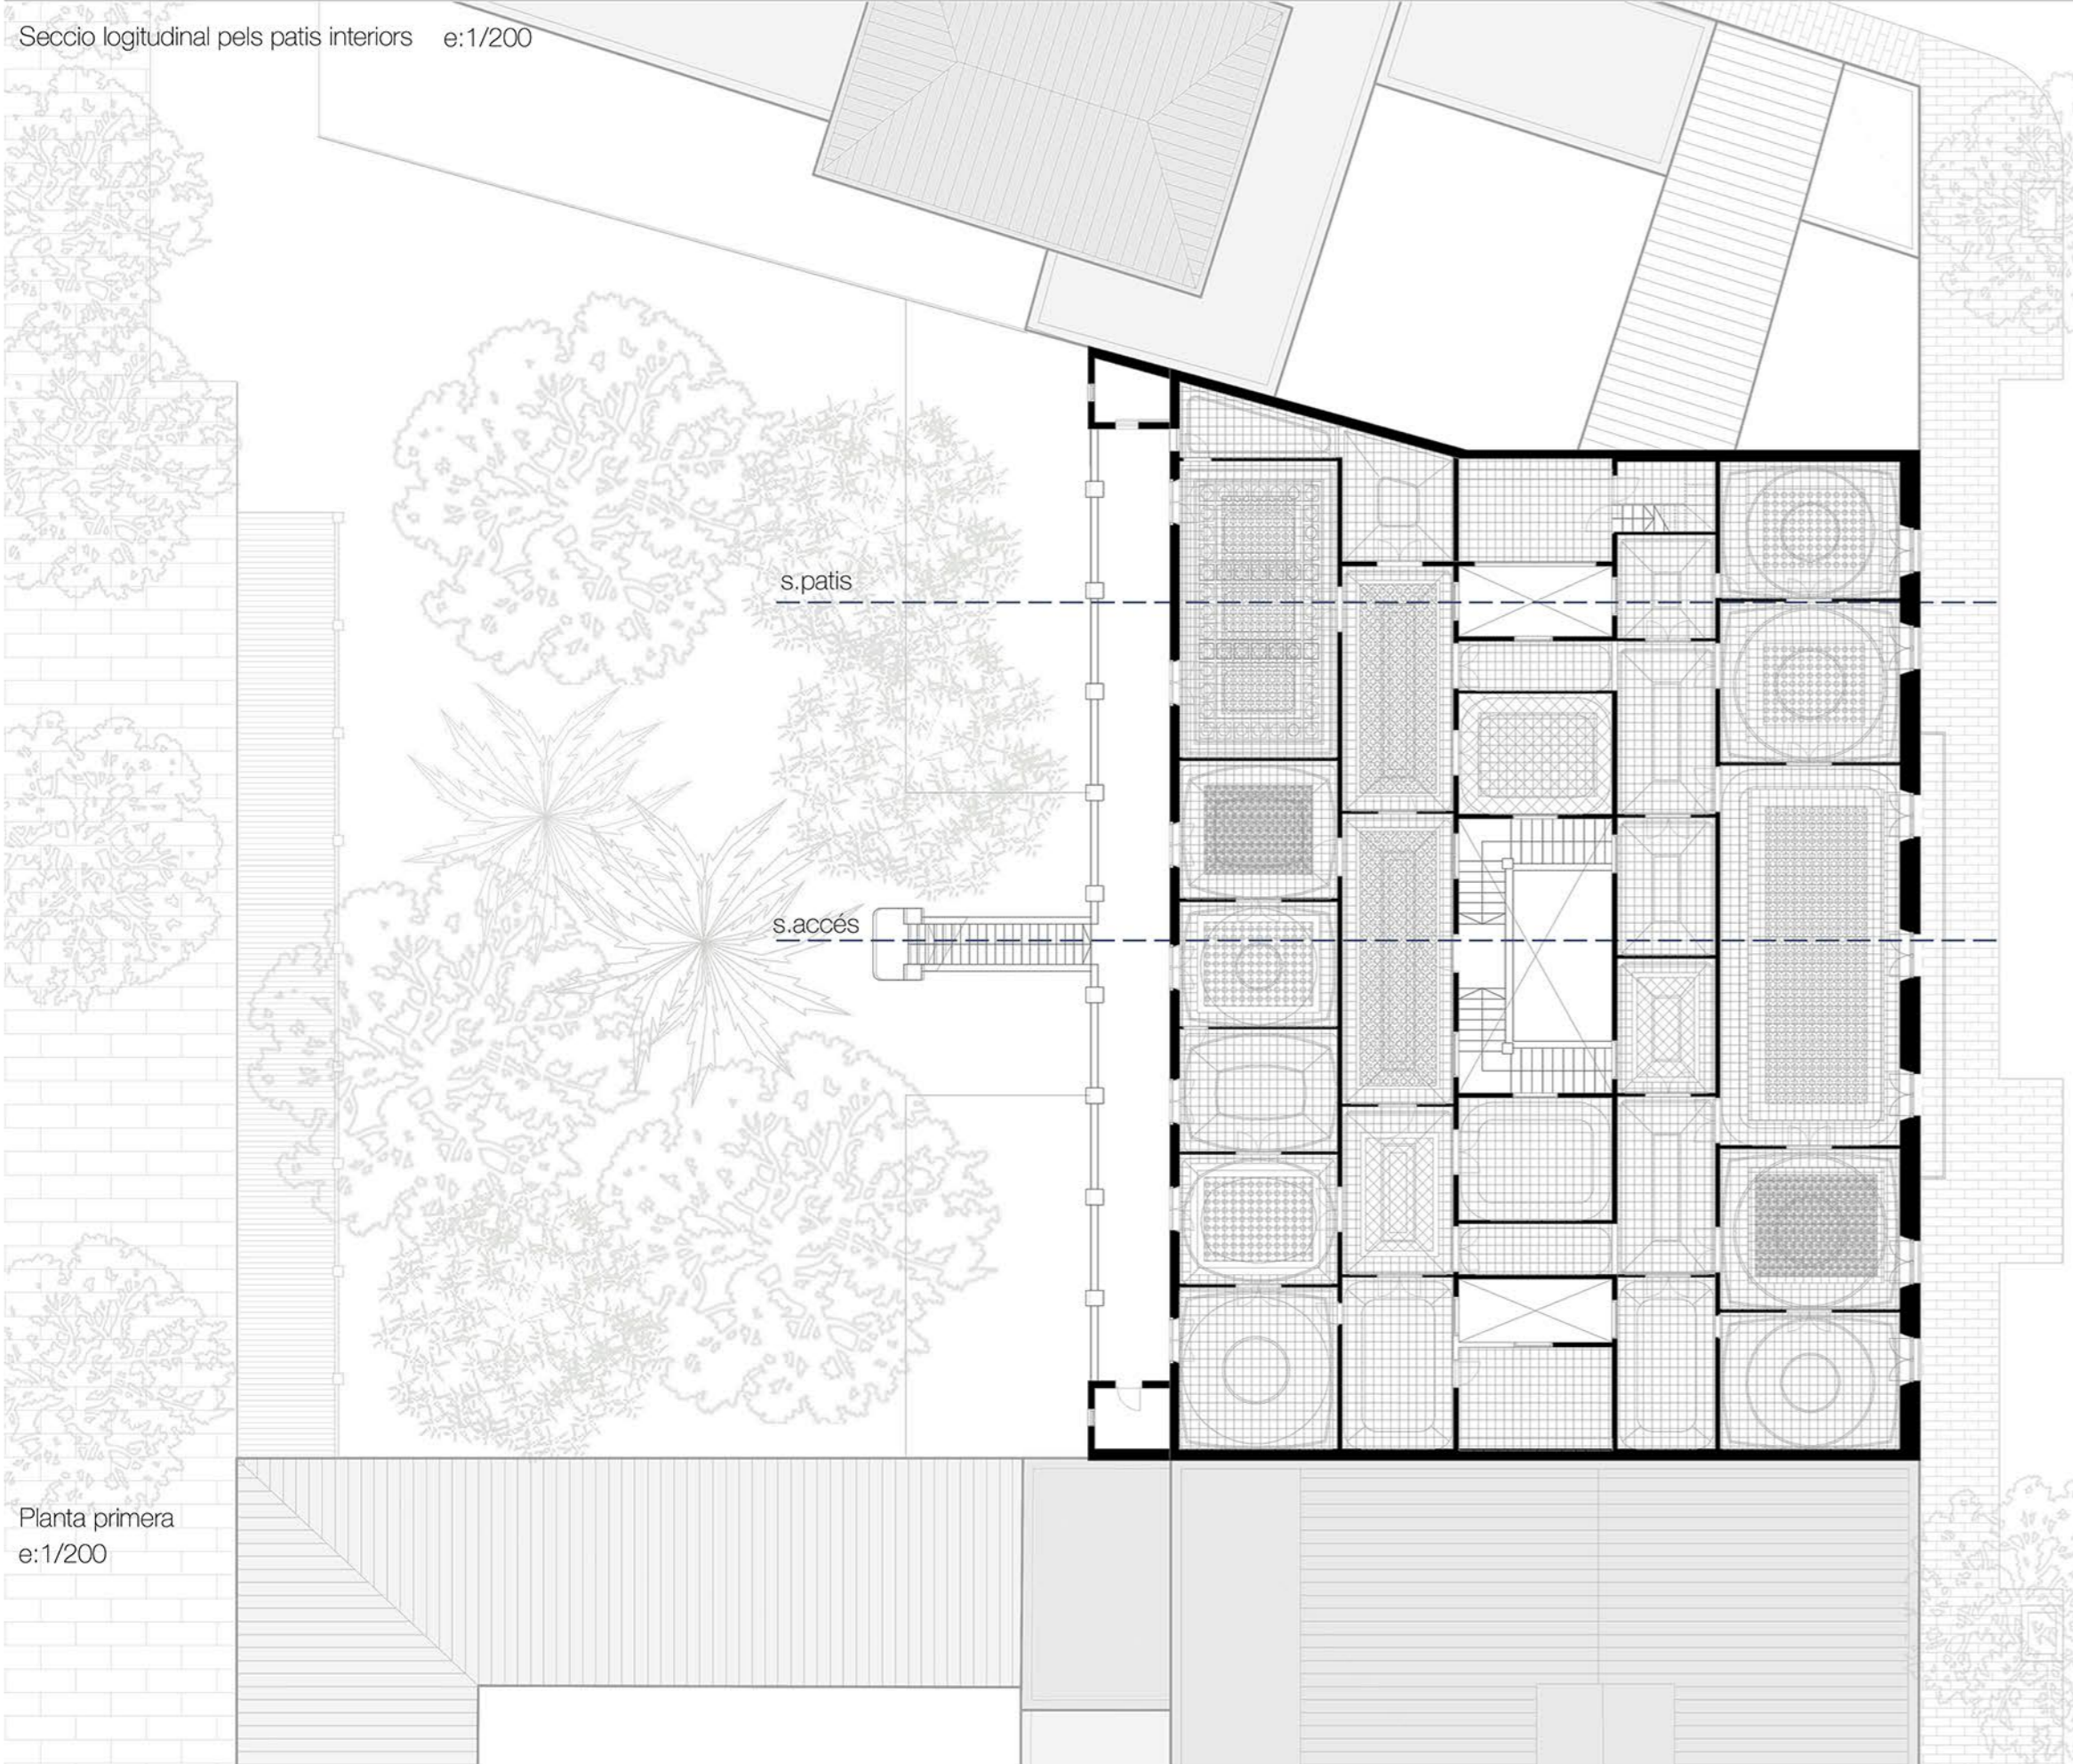 Seccio logitudinal pels patis interiors e:1/200
s.patis
s.accés
Planta primera
e:1/200